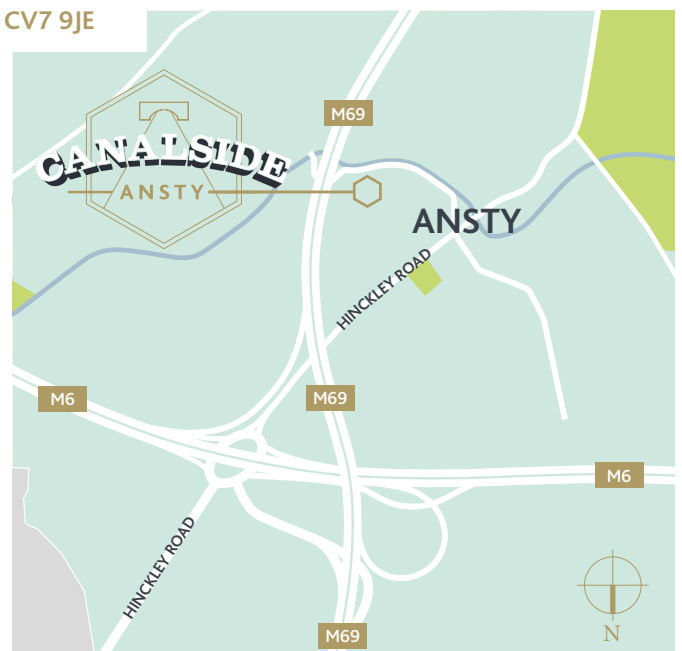 CV7 9JE
M69
CANALSIDE
ANSTY
ANSTY
HINCKLEY ROAD
M6
M69
M6
HINCKLEY ROAD
M69
N